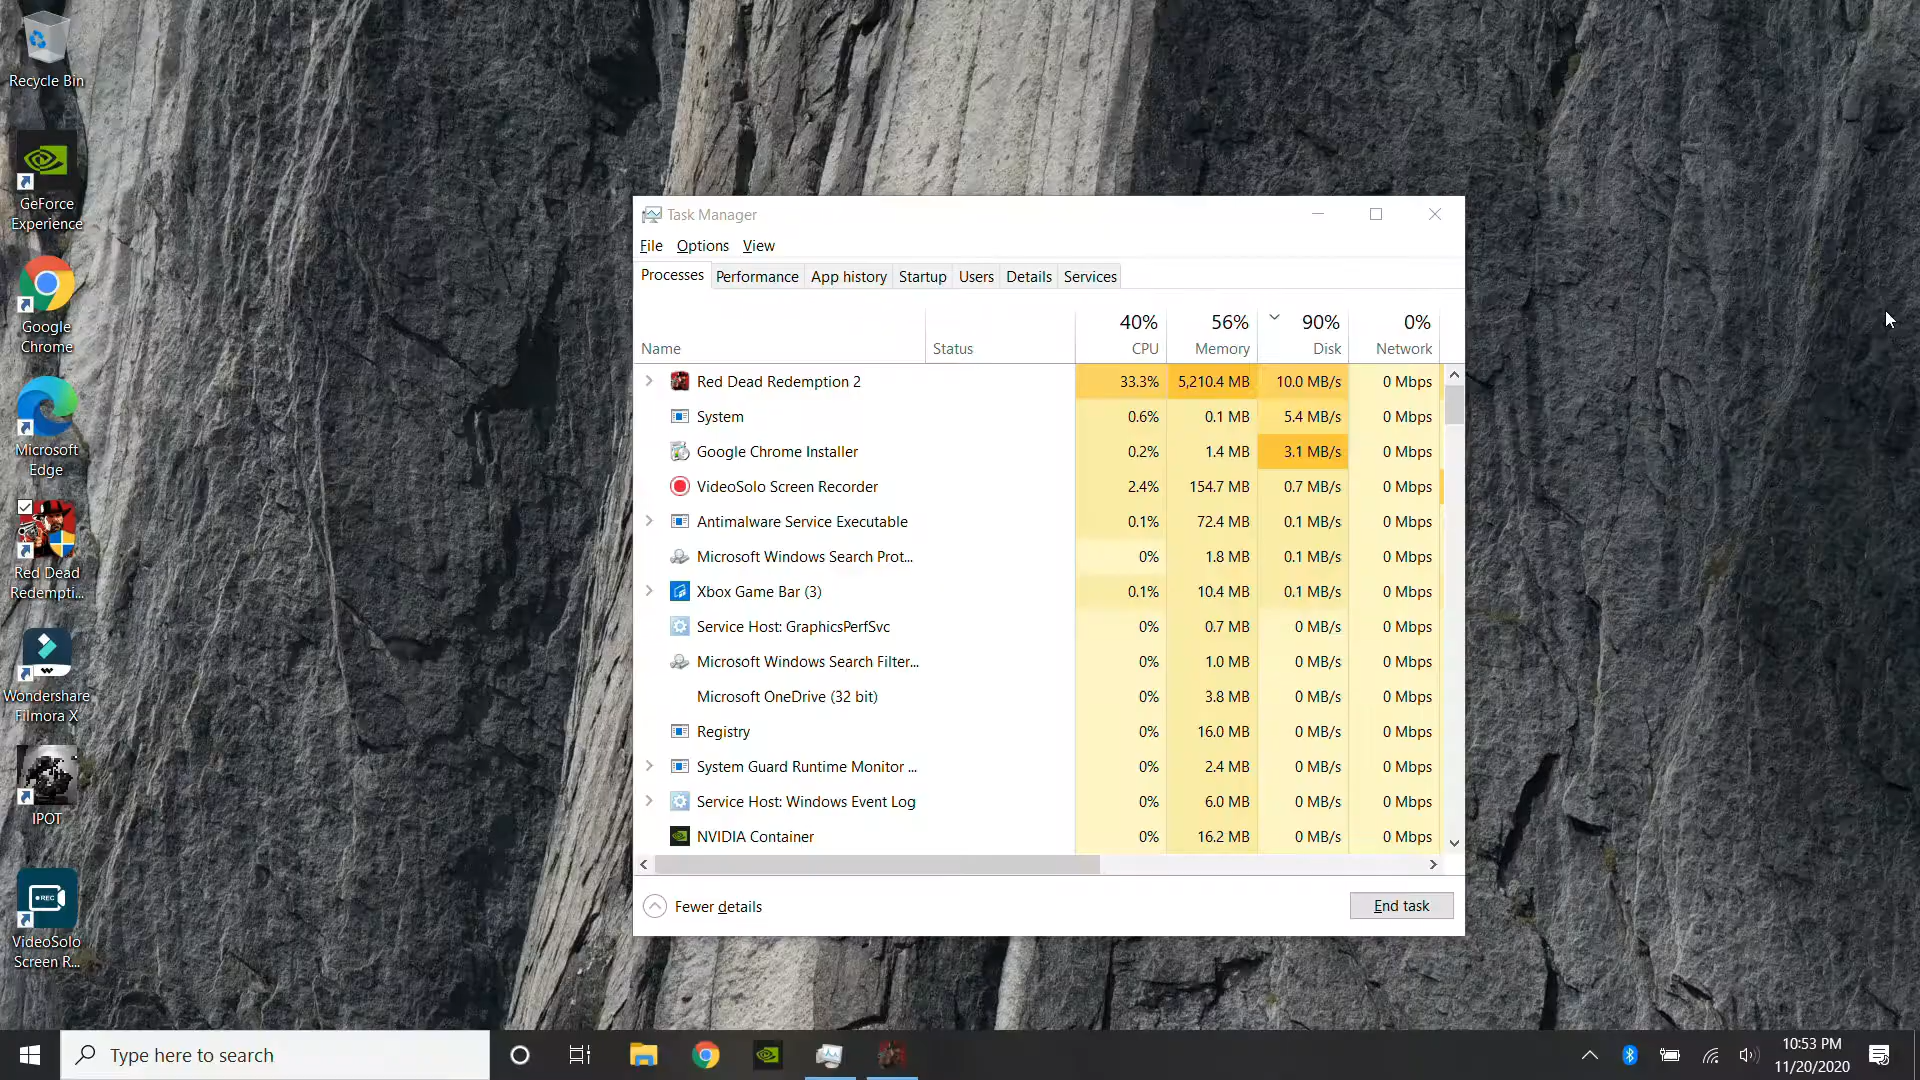 Recycle Bin
GeForce
Experience
Google
Chrome
Microsoft
Edge
Red Dead
Redempti...
Wondershare
Filmora X
IPOT
REC
VideoSolo
Screen R...
Task Manager
File Options View
Processes Performance App history Startup Users Details Services
40% 56% 90% 0%
Name Status CPU Memory Disk Network
Red Dead Redemption 2 33.3% 5,210.4 MB 10.0 MB/s 0 Mbps
System 0.6% 0.1 MB 5.4 MB/s 0 Mbps
Google Chrome Installer 0.2% 1.4 MB 3.1 MB/s 0 Mbps
VideoSolo Screen Recorder 2.4% 154.7 MB 0.7 MB/s 0 Mbps
Antimalware Service Executable 0.1% 72.4 MB 0.1 MB/s 0 Mbps
Microsoft Windows Search Prot... 0% 1.8 MB 0.1 MB/s 0 Mbps
Xbox Game Bar (3) 0.1% 10.4 MB 0.1 MB/s 0 Mbps
Service Host: GraphicsPerfSvc 0% 0.7 MB 0 MB/s 0 Mbps
Microsoft Windows Search Filter... 0% 1.0 MB 0 MB/s 0 Mbps
Microsoft OneDrive (32 bit) 0% 3.8 MB 0 MB/s 0 Mbps
Registry 0% 16.0 MB 0 MB/s 0 Mbps
System Guard Runtime Monitor ... 0% 2.4 MB 0 MB/s 0 Mbps
Service Host: Windows Event Log 0% 6.0 MB 0 MB/s 0 Mbps
NVIDIA Container 0% 16.2 MB 0 MB/s 0 Mbps
Fewer details End task
Type here to search
10:53 PM
11/20/2020